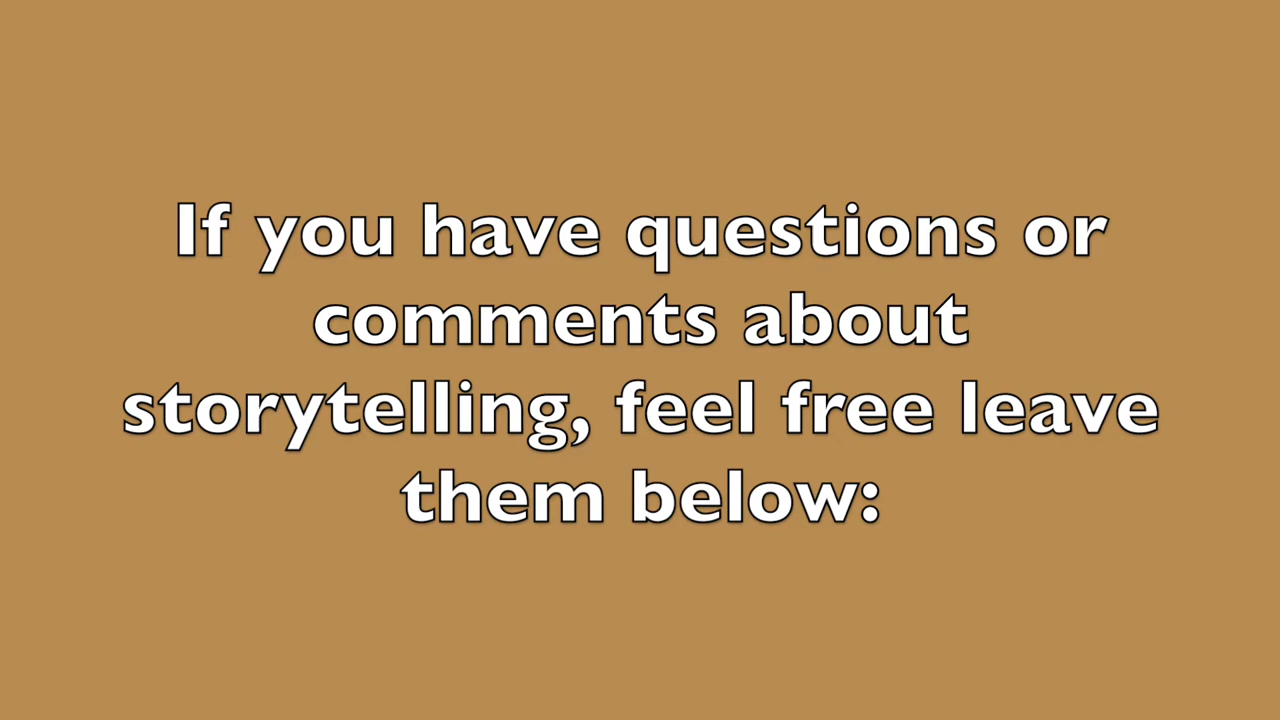 If you have questions or
comments about
storytelling, feel free leave
them below: